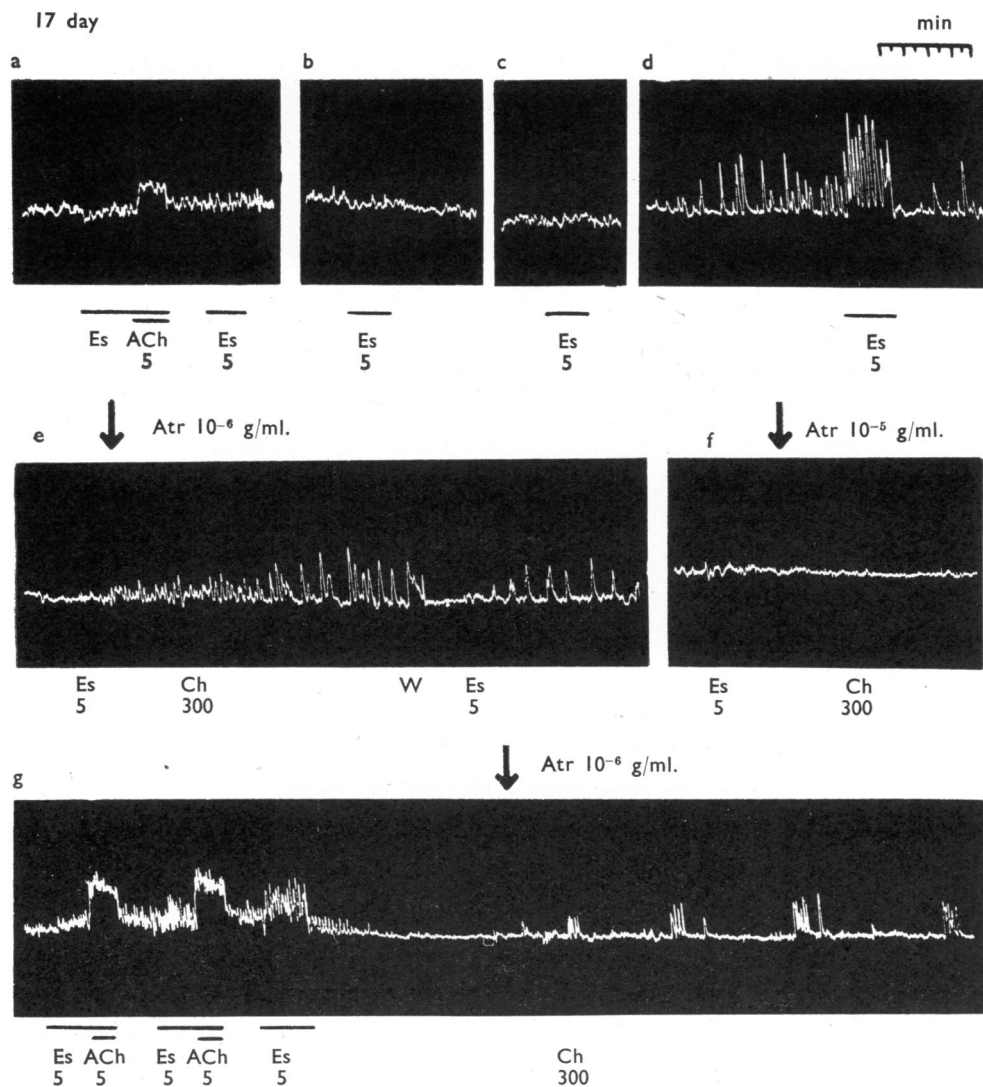 17 day
min
a b c d
Es ACh Es Es Es Es
5 5 5 5 5
Atr 10⁻⁶ g/ml. Atr 10⁻⁵ g/ml.
e f
Es Ch W Es Es Ch
5 300 5 5 300
Atr 10⁻⁶ g/ml.
g
Es ACh Es ACh Es Ch
5 5 5 5 5 300